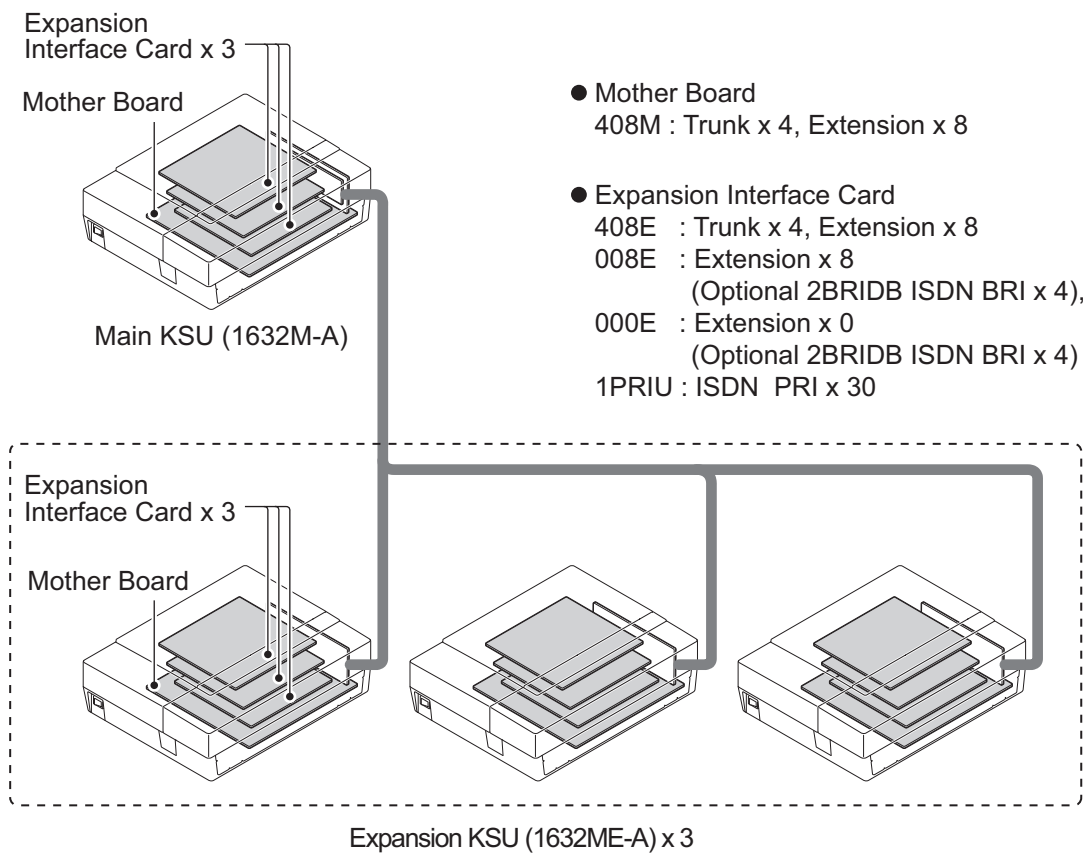 Expansion
Interface Card x 3
Mother Board
Main KSU (1632M-A)
● Mother Board
408M : Trunk x 4, Extension x 8
● Expansion Interface Card
408E : Trunk x 4, Extension x 8
008E : Extension x 8
(Optional 2BRIDB ISDN BRI x 4),
000E : Extension x 0
(Optional 2BRIDB ISDN BRI x 4)
1PRIU : ISDN PRI x 30
Expansion
Interface Card x 3
Mother Board
Expansion KSU (1632ME-A) x 3